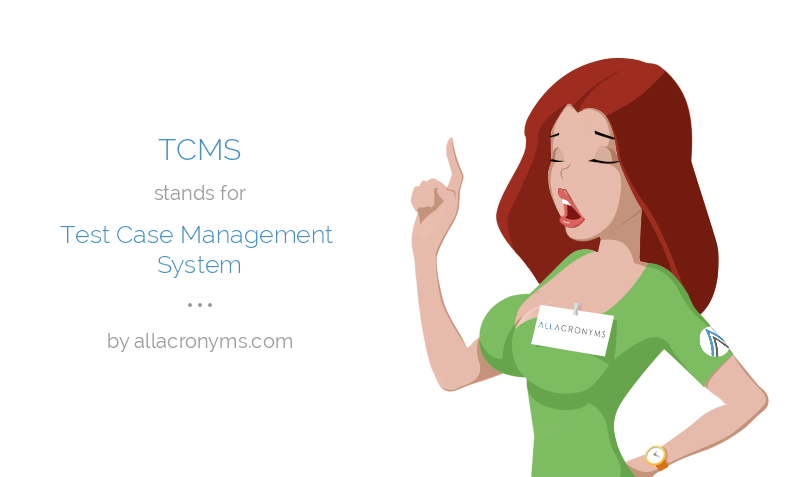 TCMS
stands for
Test Case Management
System
...
by allacronyms.com
ALLACRONYMS